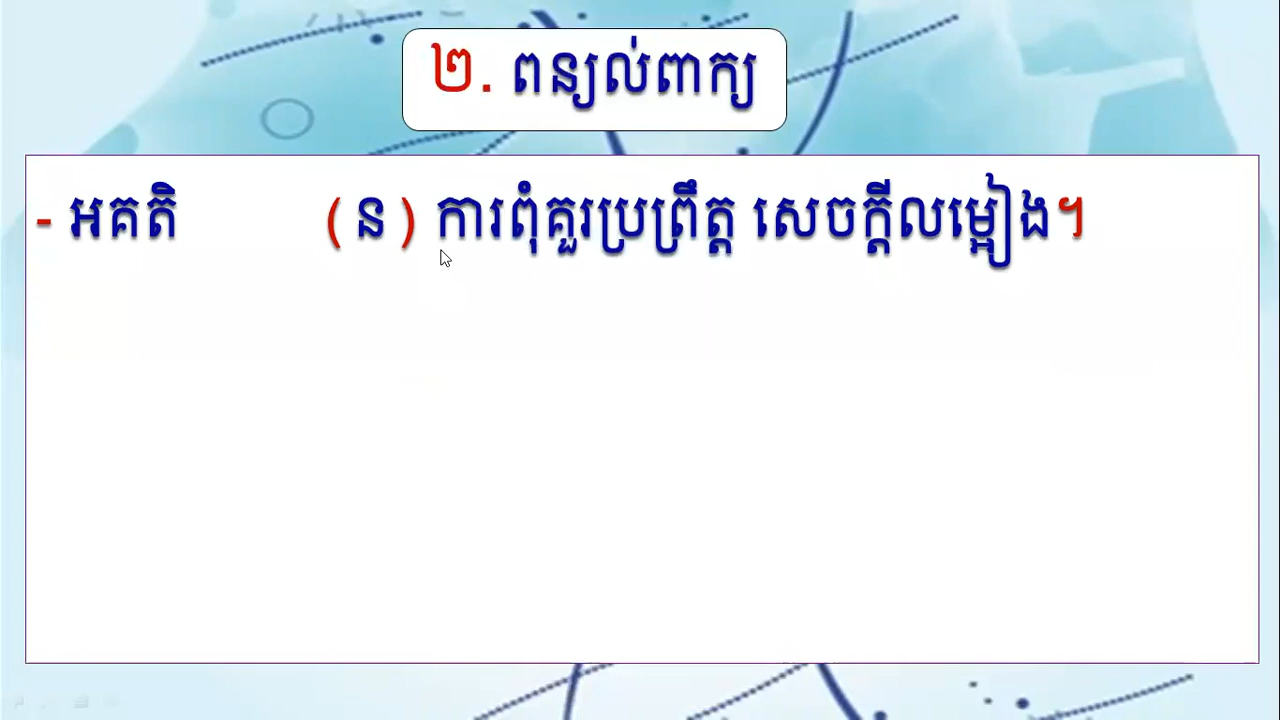 ២. ពន្យល់ពាក្យ
- អគតិ ( ន ) ការពុំគួរប្រព្រឹត្ត សេចក្តីលម្អៀង។